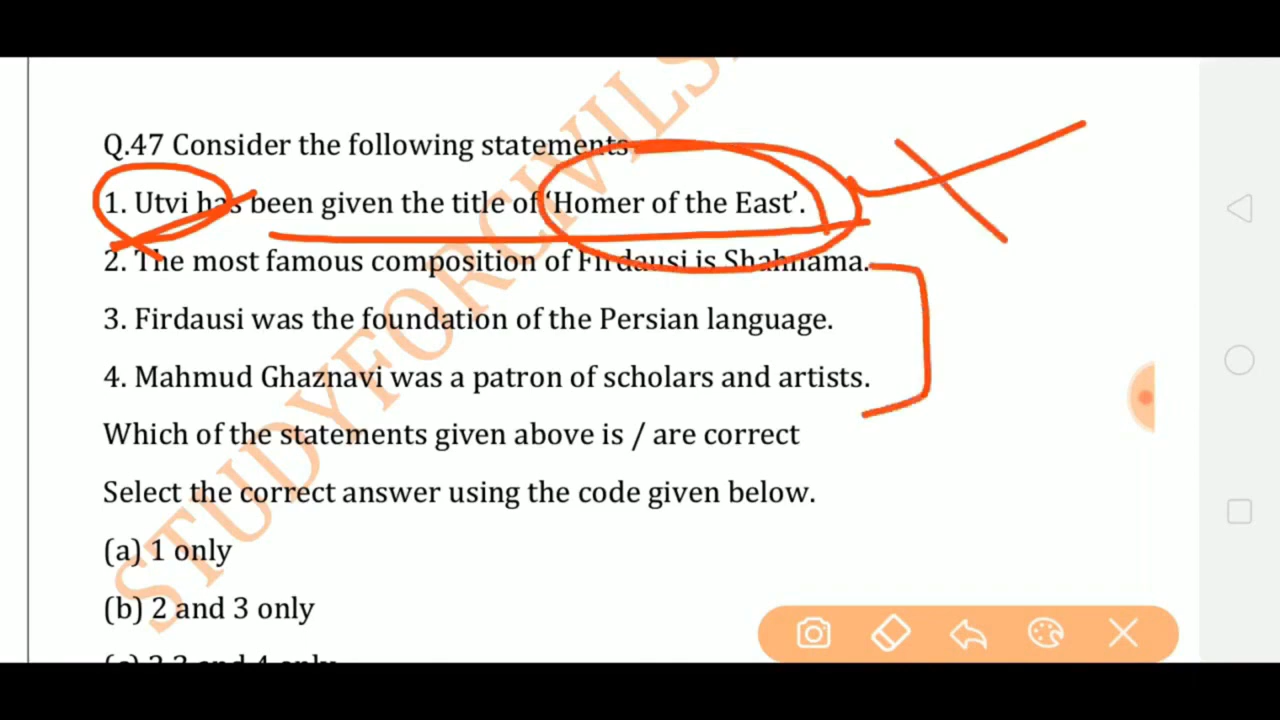 Q.47 Consider the following statements
1. Utvi has been given the title of ‘Homer of the East’.
2. The most famous composition of Firdausi is Shahnama.
3. Firdausi was the foundation of the Persian language.
4. Mahmud Ghaznavi was a patron of scholars and artists.
Which of the statements given above is / are correct
Select the correct answer using the code given below.
(a) 1 only
(b) 2 and 3 only
STUDYFORCIVILS